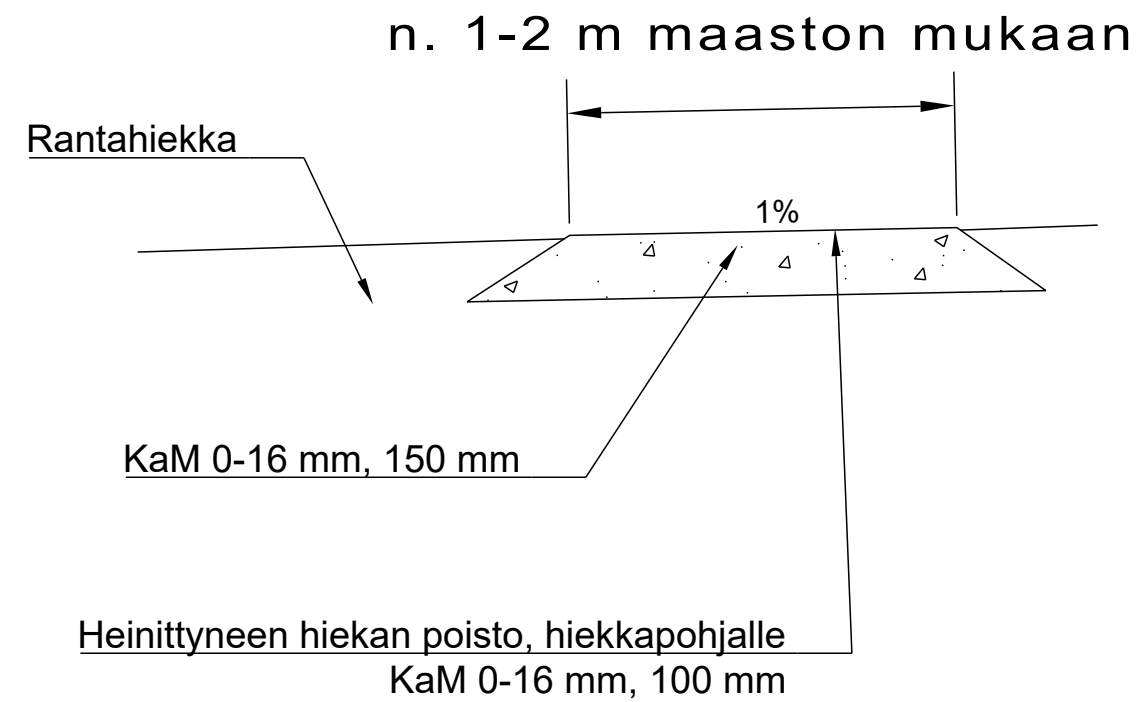 n. 1-2 m maaston mukaan
Rantahiekka
1%
KaM 0-16 mm, 150 mm
Heinittyneen hiekan poisto, hiekkapohjalle
KaM 0-16 mm, 100 mm